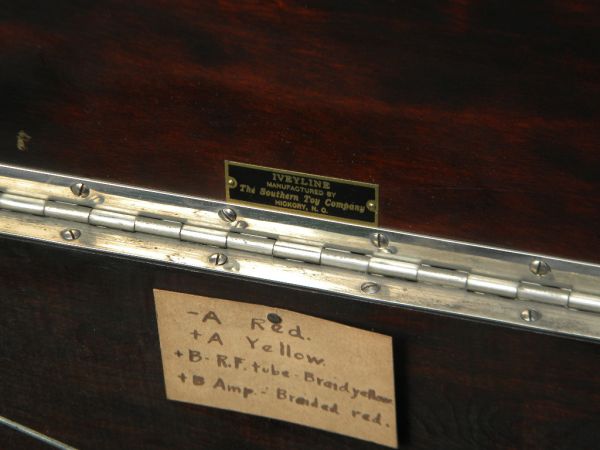 IVEYLINE
MANUFACTURED BY
The Southern Toy Company
HICKORY, N. C.
-A Red.
+A Yellow.
+B-R.F. tube-Braid yellow
+B Amp.- Braided red.